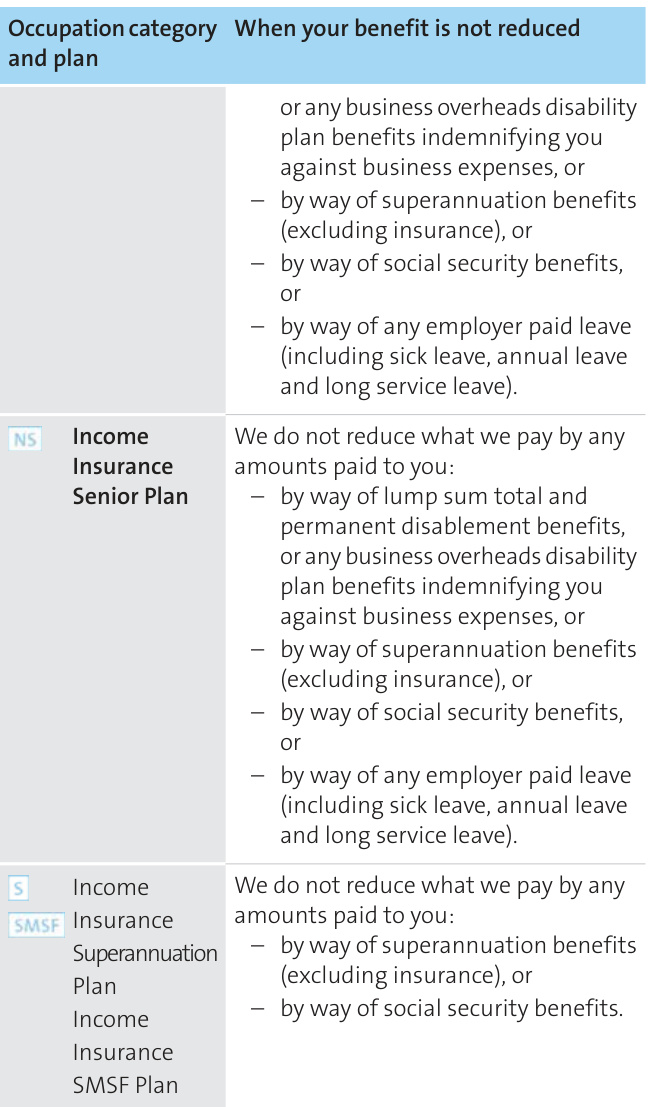 Occupation category and plan
When your benefit is not reduced
or any business overheads disability
plan benefits indemnifying you
against business expenses, or
– by way of superannuation benefits
(excluding insurance), or
– by way of social security benefits,
or
– by way of any employer paid leave
(including sick leave, annual leave
and long service leave).
NS
Income
Insurance
Senior Plan
We do not reduce what we pay by any
amounts paid to you:
– by way of lump sum total and
permanent disablement benefits,
or any business overheads disability
plan benefits indemnifying you
against business expenses, or
– by way of superannuation benefits
(excluding insurance), or
– by way of social security benefits,
or
– by way of any employer paid leave
(including sick leave, annual leave
and long service leave).
S
SMSF
Income
Insurance
Superannuation
Plan
Income
Insurance
SMSF Plan
We do not reduce what we pay by any
amounts paid to you:
– by way of superannuation benefits
(excluding insurance), or
– by way of social security benefits.